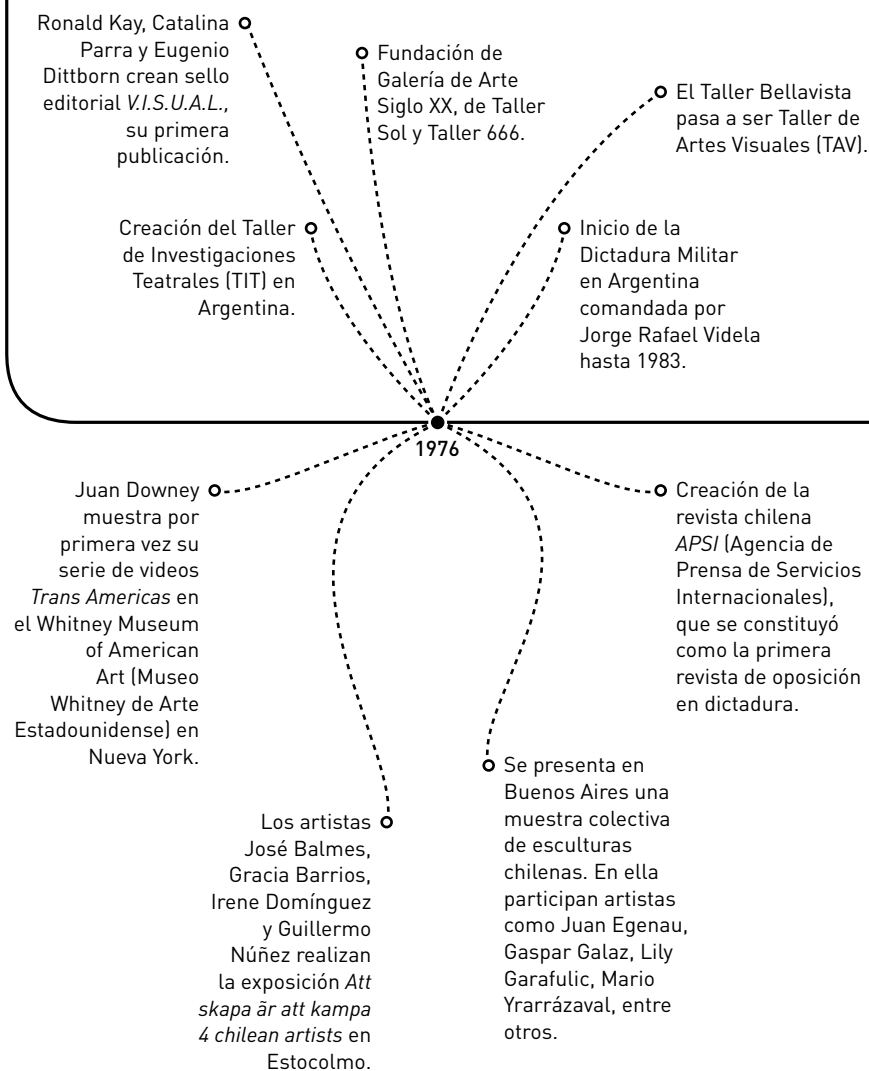 Ronald Kay, Catalina
Parra y Eugenio
Dittborn crean sello
editorial V.I.S.U.A.L.,
su primera
publicación.
Fundación de
Galería de Arte
Siglo XX, de Taller
Sol y Taller 666.
El Taller Bellavista
pasa a ser Taller de
Artes Visuales (TAV).
Creación del Taller
de Investigaciones
Teatrales (TIT) en
Argentina.
Inicio de la
Dictadura Militar
en Argentina
comandada por
Jorge Rafael Videla
hasta 1983.
1976
Juan Downey
muestra por
primera vez su
serie de videos
Trans Americas en
el Whitney Museum
of American
Art (Museo
Whitney de Arte
Estadounidense) en
Nueva York.
Creación de la
revista chilena
APSI (Agencia de
Prensa de Servicios
Internacionales),
que se constituyó
como la primera
revista de oposición
en dictadura.
Los artistas
José Balmes,
Gracia Barrios,
Irene Domínguez
y Guillermo
Núñez realizan
la exposición Att
skapa ãr att kampa
4 chilean artists en
Estocolmo.
Se presenta en
Buenos Aires una
muestra colectiva
de esculturas
chilenas. En ella
participan artistas
como Juan Egenau,
Gaspar Galaz, Lily
Garafulic, Mario
Yrarrázaval, entre
otros.